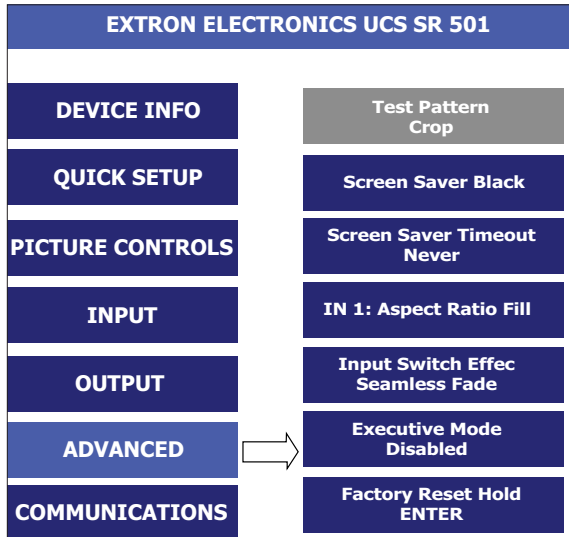 EXTRON ELECTRONICS UCS SR 501
DEVICE INFO
QUICK SETUP
PICTURE CONTROLS
INPUT
OUTPUT
ADVANCED
COMMUNICATIONS
Test Pattern
Crop
Screen Saver Black
Screen Saver Timeout
Never
IN 1: Aspect Ratio Fill
Input Switch Effec
Seamless Fade
Executive Mode
Disabled
Factory Reset Hold
ENTER